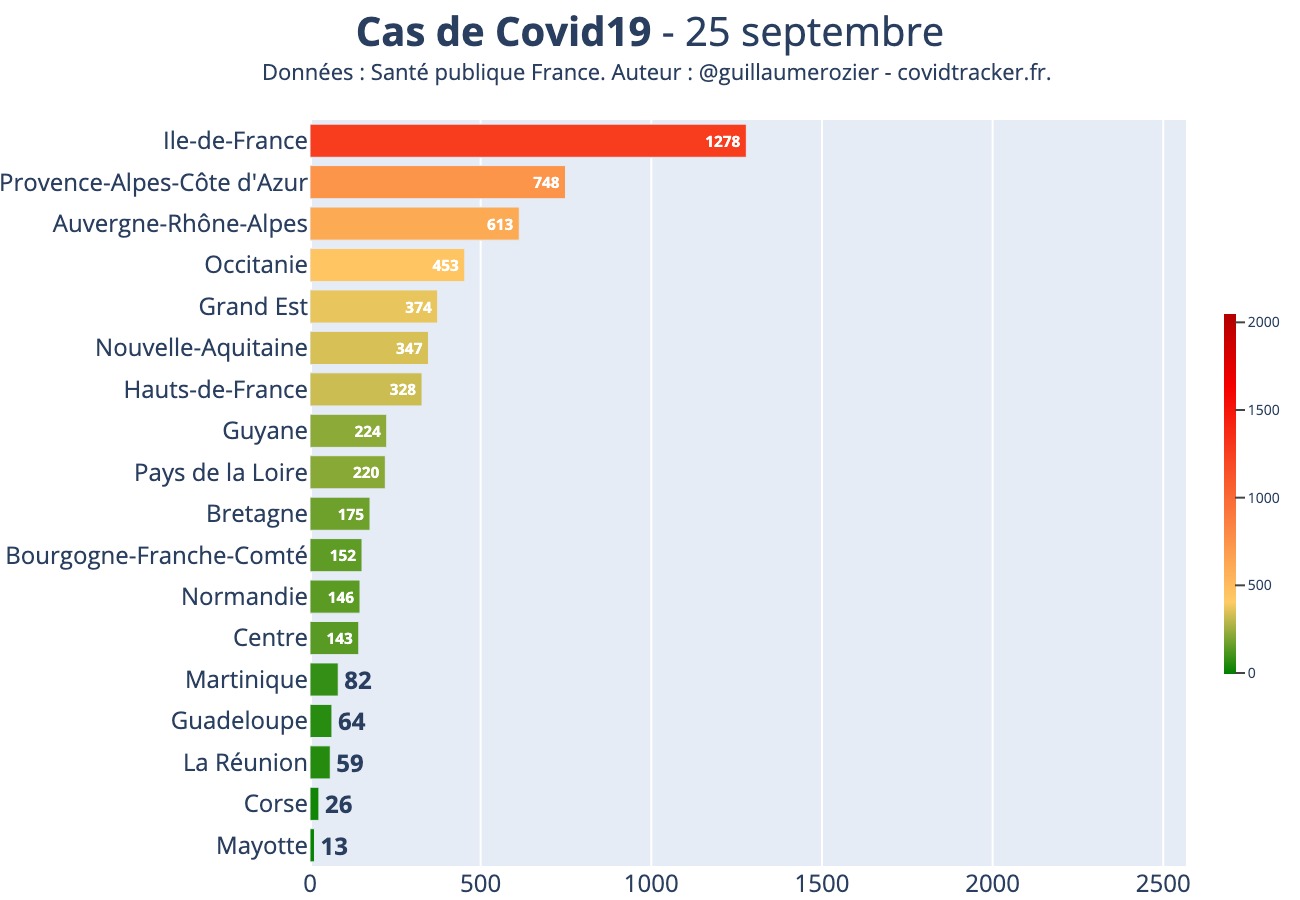 Cas de Covid19 - 25 septembre
Données : Santé publique France. Auteur : @guillaumerozier - covidtracker.fr.
Ile-de-France 1278
Provence-Alpes-Côte d'Azur 748
Auvergne-Rhône-Alpes 613
Occitanie 453
Grand Est 374
Nouvelle-Aquitaine 347
Hauts-de-France 328
Guyane 224
Pays de la Loire 220
Bretagne 175
Bourgogne-Franche-Comté 152
Normandie 146
Centre 143
Martinique 82
Guadeloupe 64
La Réunion 59
Corse 26
Mayotte 13
0 500 1000 1500 2000 2500
2000
1500
1000
500
0